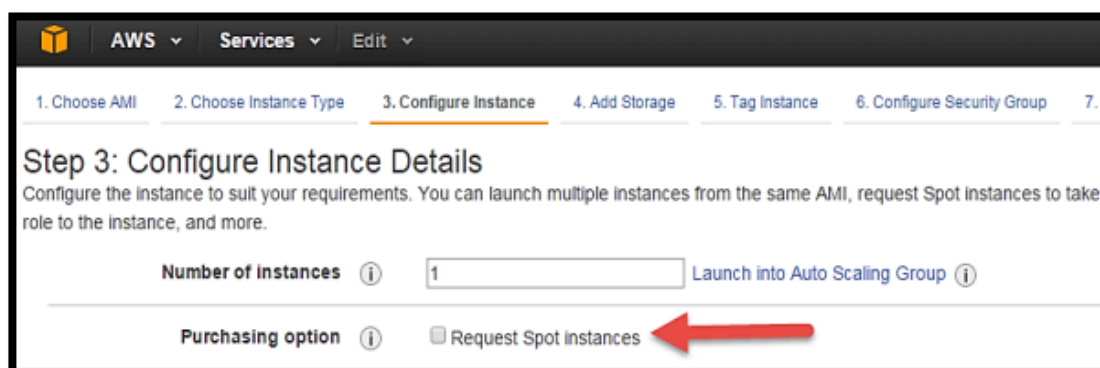 AWS Services Edit
1. Choose AMI 2. Choose Instance Type 3. Configure Instance 4. Add Storage 5. Tag Instance 6. Configure Security Group 7.
Step 3: Configure Instance Details
Configure the instance to suit your requirements. You can launch multiple instances from the same AMI, request Spot instances to take
role to the instance, and more.
Number of instances i 1 Launch into Auto Scaling Group i
Purchasing option i Request Spot instances